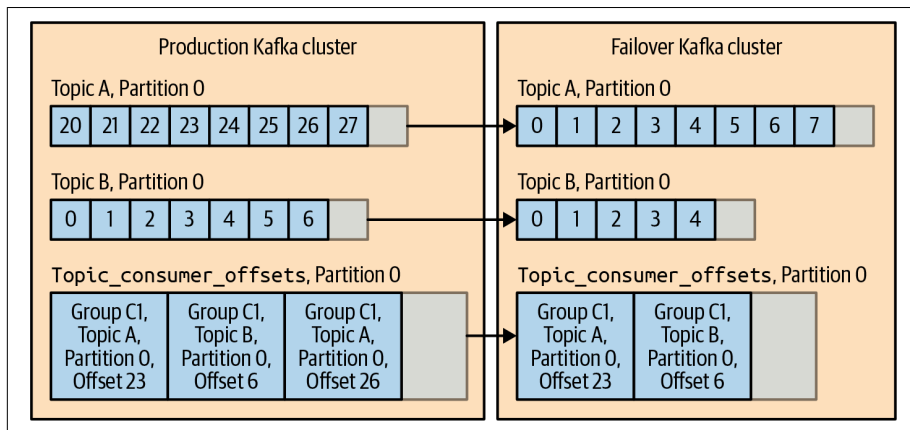 Production Kafka cluster
Topic A, Partition 0
20 21 22 23 24 25 26 27
Topic B, Partition 0
0 1 2 3 4 5 6
Topic_consumer_offsets, Partition 0
Group C1,
Topic A,
Partition 0,
Offset 23
Group C1,
Topic B,
Partition 0,
Offset 6
Group C1,
Topic A,
Partition 0,
Offset 26
Failover Kafka cluster
Topic A, Partition 0
0 1 2 3 4 5 6 7
Topic B, Partition 0
0 1 2 3 4
Topic_consumer_offsets, Partition 0
Group C1,
Topic A,
Partition 0,
Offset 23
Group C1,
Topic B,
Partition 0,
Offset 6